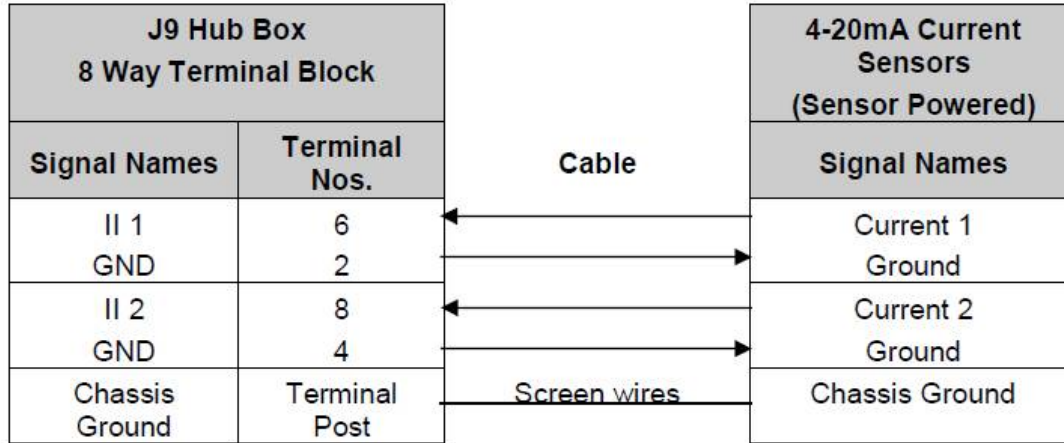 J9 Hub Box
8 Way Terminal Block
4-20mA Current
Sensors
(Sensor Powered)
Signal Names
Terminal
Nos.
Cable
Signal Names
II 1 6 Current 1
GND 2 Ground
II 2 8 Current 2
GND 4 Ground
Chassis
Ground
Terminal
Post
Screen wires
Chassis Ground